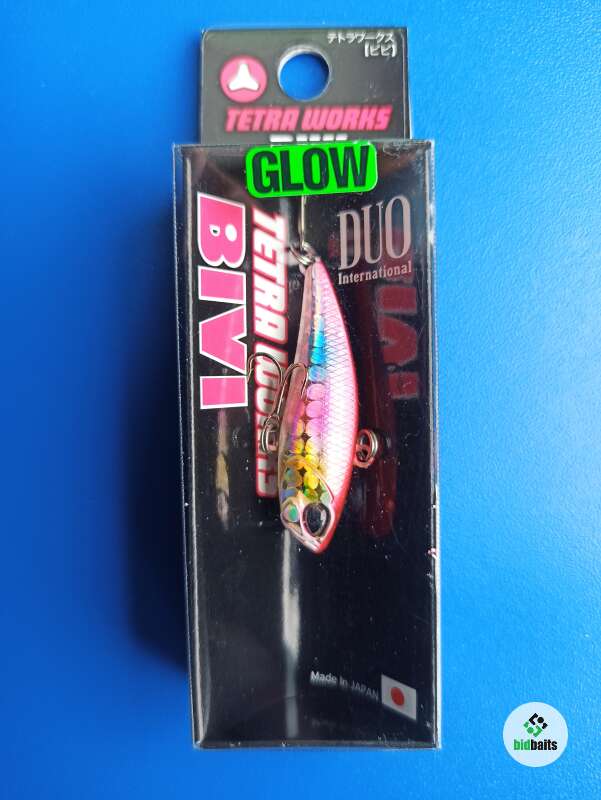 テトラワークス
【ビビ】
TETRA WORKS
GLOW
DUO
International
TETRA WORKS
BIVI
Made In JAPAN
bidbaits